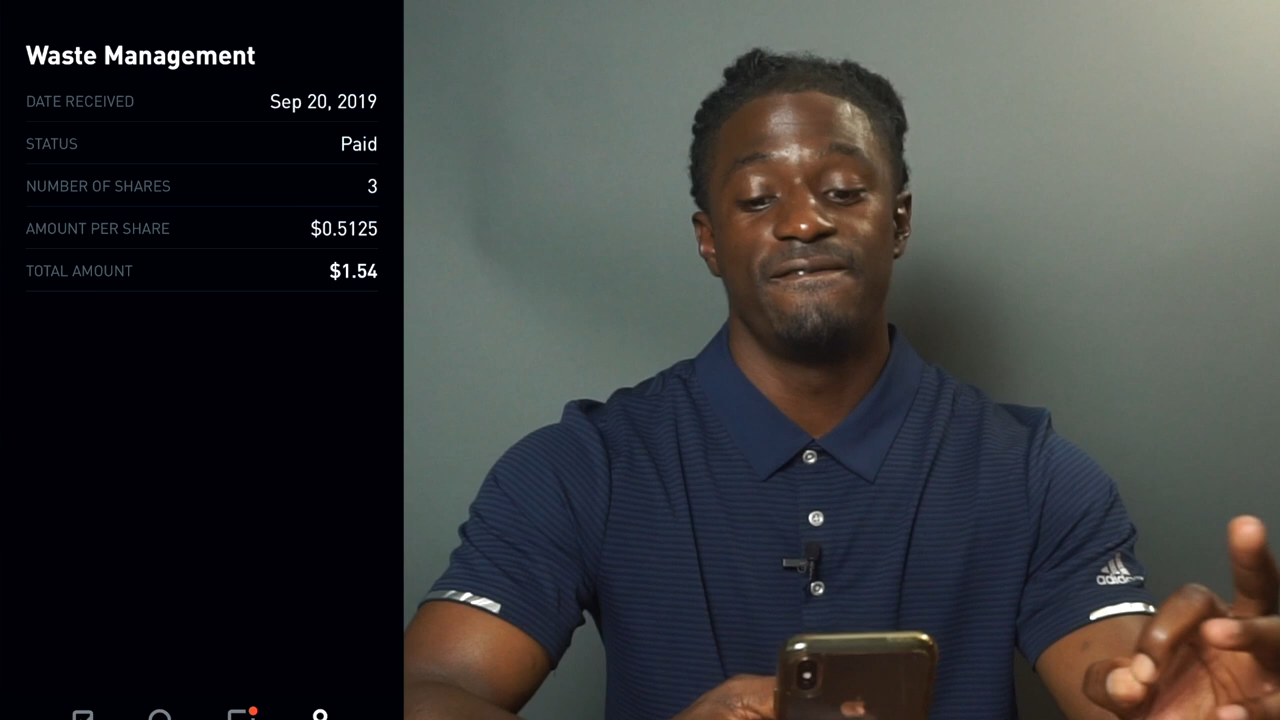 Waste Management
DATE RECEIVED Sep 20, 2019
STATUS Paid
NUMBER OF SHARES 3
AMOUNT PER SHARE $0.5125
TOTAL AMOUNT $1.54
adidas